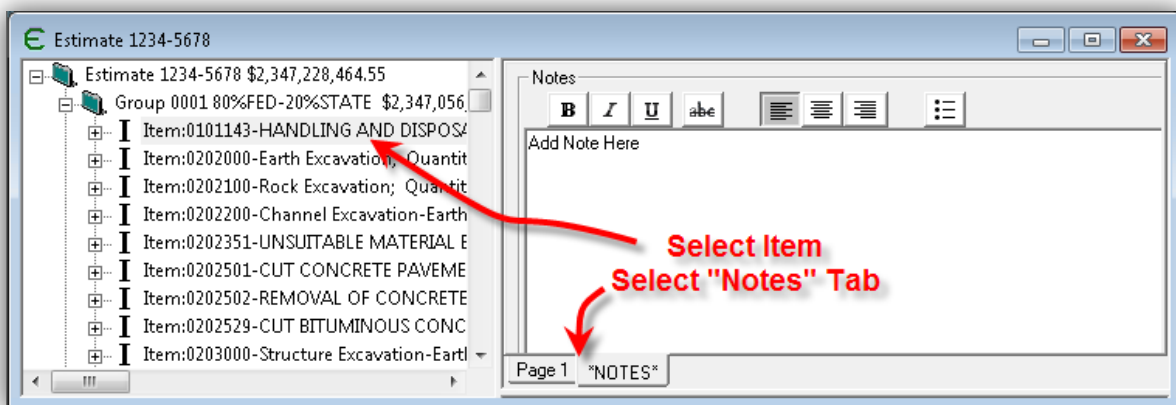 Estimate 1234-5678
Estimate 1234-5678 $2,347,228,464.55
Group 0001 80%FED-20%STATE $2,347,056,
Item:0101143-HANDLING AND DISPOSA
Item:0202000-Earth Excavation; Quantit
Item:0202100-Rock Excavation; Quantit
Item:0202200-Channel Excavation-Earth
Item:0202351-UNSUITABLE MATERIAL E
Item:0202501-CUT CONCRETE PAVEME
Item:0202502-REMOVAL OF CONCRETE
Item:0202529-CUT BITUMINOUS CONC
Item:0203000-Structure Excavation-Eart
Notes
B I U abc
Add Note Here
Select Item
Select "Notes" Tab
Page 1 *NOTES*